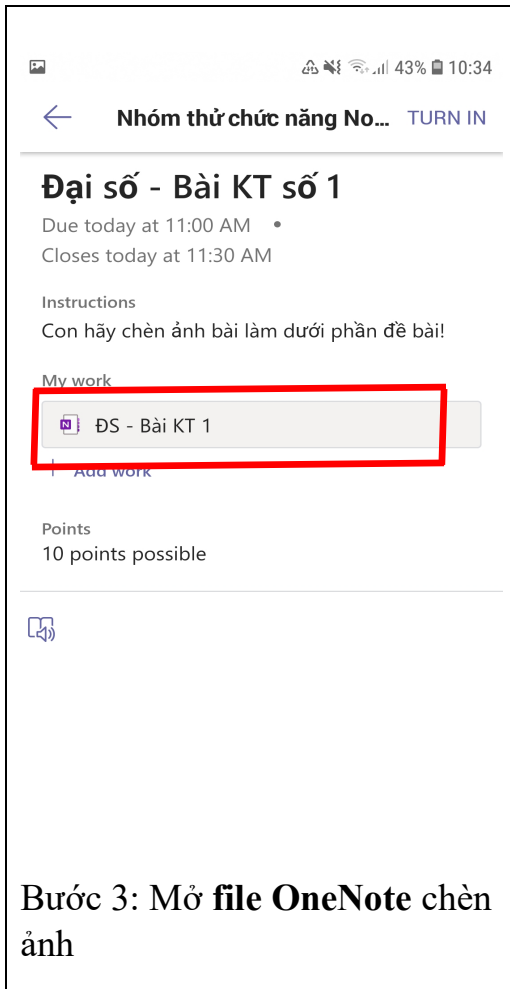 43% 10:34
Nhóm thử chức năng No... TURN IN
Đại số - Bài KT số 1
Due today at 11:00 AM •
Closes today at 11:30 AM
Instructions
Con hãy chèn ảnh bài làm dưới phần đề bài!
My work
N ĐS - Bài KT 1
+ Add work
Points
10 points possible
Bước 3: Mở file OneNote chèn
ảnh